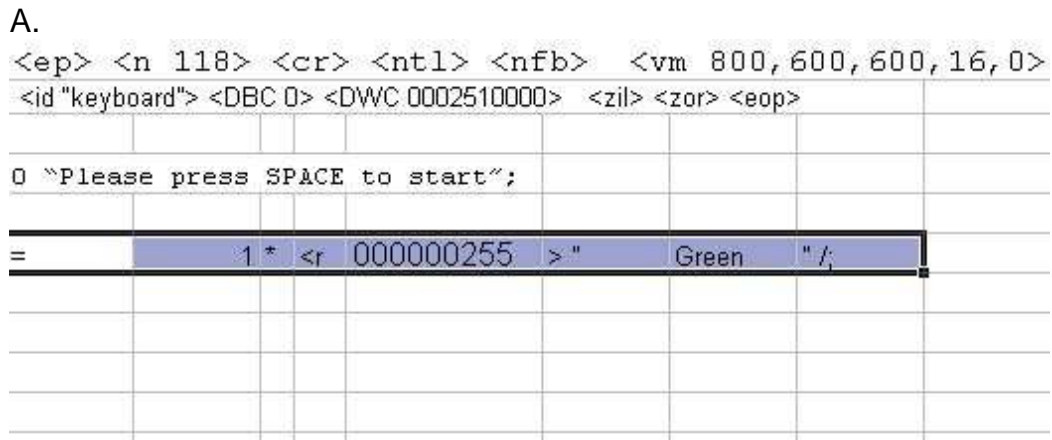 A.
<ep> <n 118> <cr> <ntl> <nfb> <vm 800,600,600,16,0>
<id "keyboard"> <DBC 0> <DWC 0002510000> <zil> <zor> <eop>
0 "Please press SPACE to start";
= 1 * <r 000000255 > " Green " /;